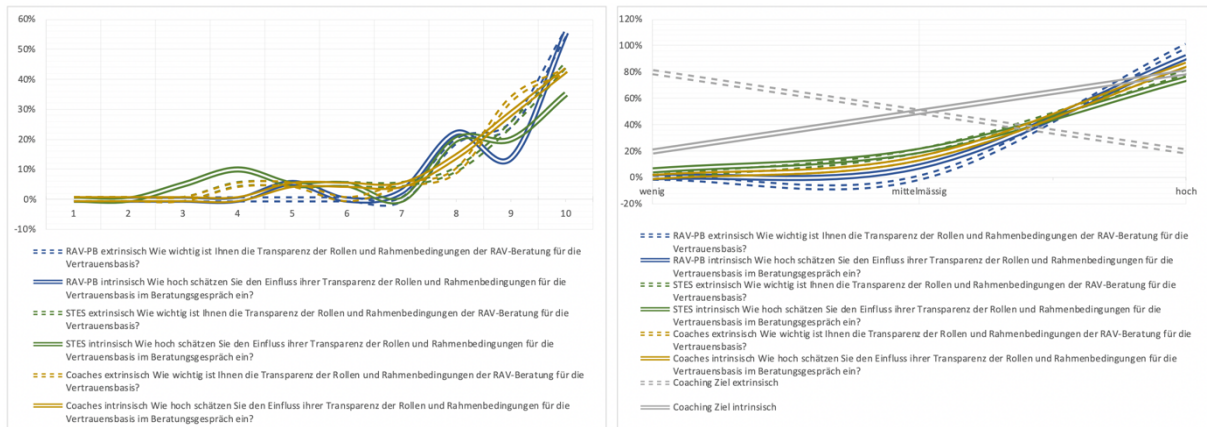 60%
50%
40%
30%
20%
10%
0%
-10%
1 2 3 4 5 6 7 8 9 10
RAV-PB extrinsisch Wie wichtig ist Ihnen die Transparenz der Rollen und Rahmenbedingungen der RAV-Beratung für die
Vertrauensbasis?
RAV-PB intrinsisch Wie hoch schätzen Sie den Einfluss ihrer Transparenz der Rollen und Rahmenbedingungen für die
Vertrauensbasis im Beratungsgespräch ein?
STES extrinsisch Wie wichtig ist Ihnen die Transparenz der Rollen und Rahmenbedingungen der RAV-Beratung für die
Vertrauensbasis?
STES intrinsisch Wie hoch schätzen Sie den Einfluss ihrer Transparenz der Rollen und Rahmenbedingungen für die
Vertrauensbasis im Beratungsgespräch ein?
Coaches extrinsisch Wie wichtig ist Ihnen die Transparenz der Rollen und Rahmenbedingungen der RAV-Beratung für die
Vertrauensbasis?
Coaches intrinsisch Wie hoch schätzen Sie den Einfluss ihrer Transparenz der Rollen und Rahmenbedingungen für die
Vertrauensbasis im Beratungsgespräch ein?
120%
100%
80%
60%
40%
20%
0%
-20%
wenig mittelmässig hoch
RAV-PB extrinsisch Wie wichtig ist Ihnen die Transparenz der Rollen und Rahmenbedingungen der RAV-Beratung für die
Vertrauensbasis?
RAV-PB intrinsisch Wie hoch schätzen Sie den Einfluss ihrer Transparenz der Rollen und Rahmenbedingungen für die
Vertrauensbasis im Beratungsgespräch ein?
STES extrinsisch Wie wichtig ist Ihnen die Transparenz der Rollen und Rahmenbedingungen der RAV-Beratung für die
Vertrauensbasis?
STES intrinsisch Wie hoch schätzen Sie den Einfluss ihrer Transparenz der Rollen und Rahmenbedingungen für die
Vertrauensbasis im Beratungsgespräch ein?
Coaches extrinsisch Wie wichtig ist Ihnen die Transparenz der Rollen und Rahmenbedingungen der RAV-Beratung für die
Vertrauensbasis?
Coaches intrinsisch Wie hoch schätzen Sie den Einfluss ihrer Transparenz der Rollen und Rahmenbedingungen für die
Vertrauensbasis im Beratungsgespräch ein?
Coaching Ziel extrinsisch
Coaching Ziel intrinsisch